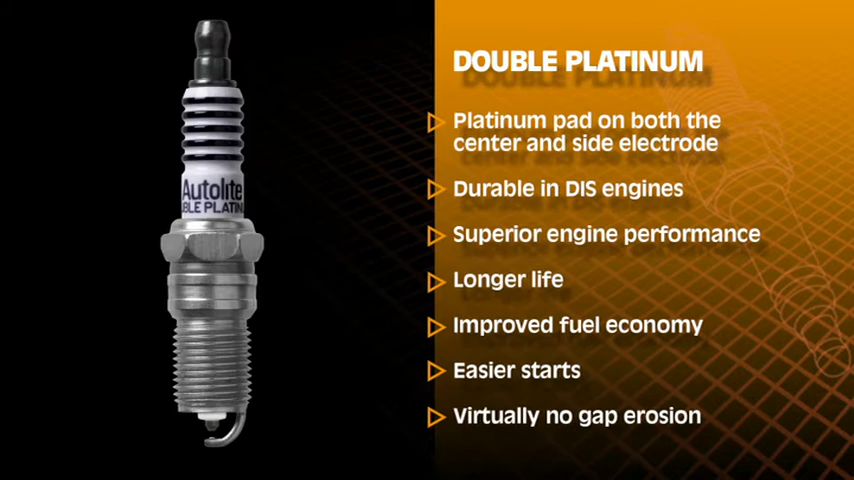 DOUBLE PLATINUM
Platinum pad on both the
center and side electrode
Durable in DIS engines
Superior engine performance
Longer life
Improved fuel economy
Easier starts
Virtually no gap erosion
Autolite
BLE PLATIN